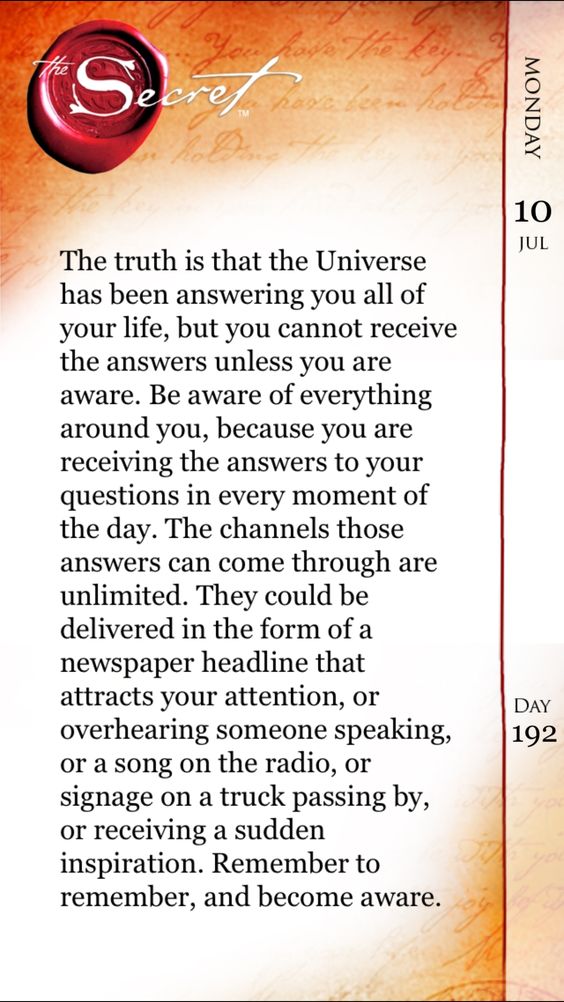 the Secret™
MONDAY
10
JUL
The truth is that the Universe
has been answering you all of
your life, but you cannot receive
the answers unless you are
aware. Be aware of everything
around you, because you are
receiving the answers to your
questions in every moment of
the day. The channels those
answers can come through are
unlimited. They could be
delivered in the form of a
newspaper headline that
attracts your attention, or
overhearing someone speaking,
or a song on the radio, or
signage on a truck passing by,
or receiving a sudden
inspiration. Remember to
remember, and become aware.
DAY
192